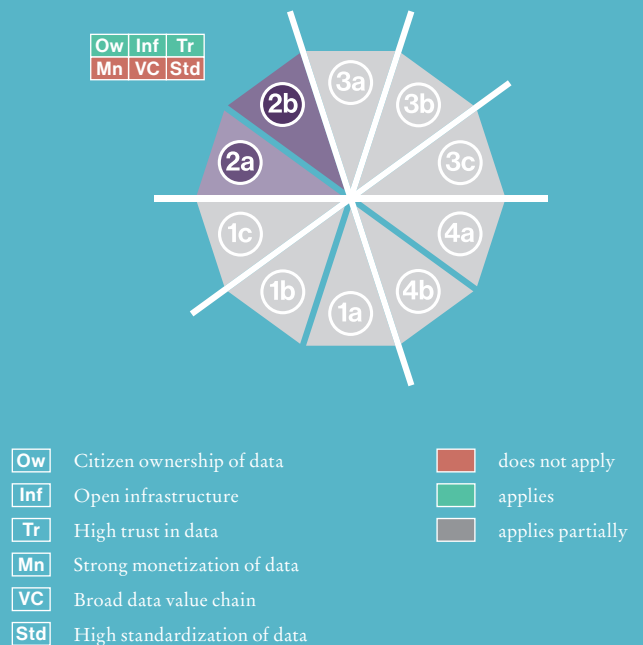 Ow Inf Tr
Mn VC Std
3a
2b 3b
2a 3c
1c 4a
1b 4b
1a
Ow Citizen ownership of data
Inf Open infrastructure
Tr High trust in data
Mn Strong monetization of data
VC Broad data value chain
Std High standardization of data
does not apply
applies
applies partially